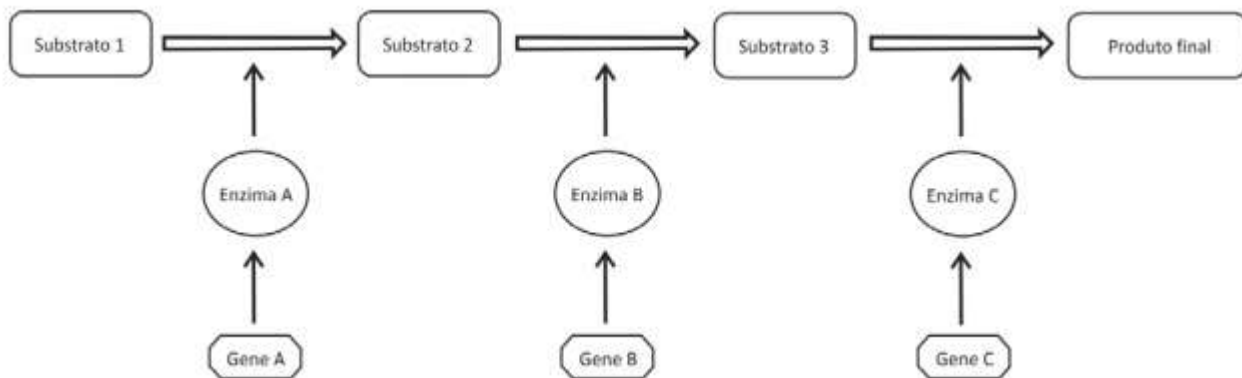 Substrato 1
Substrato 2
Substrato 3
Produto final
Enzima A
Enzima B
Enzima C
Gene A
Gene B
Gene C